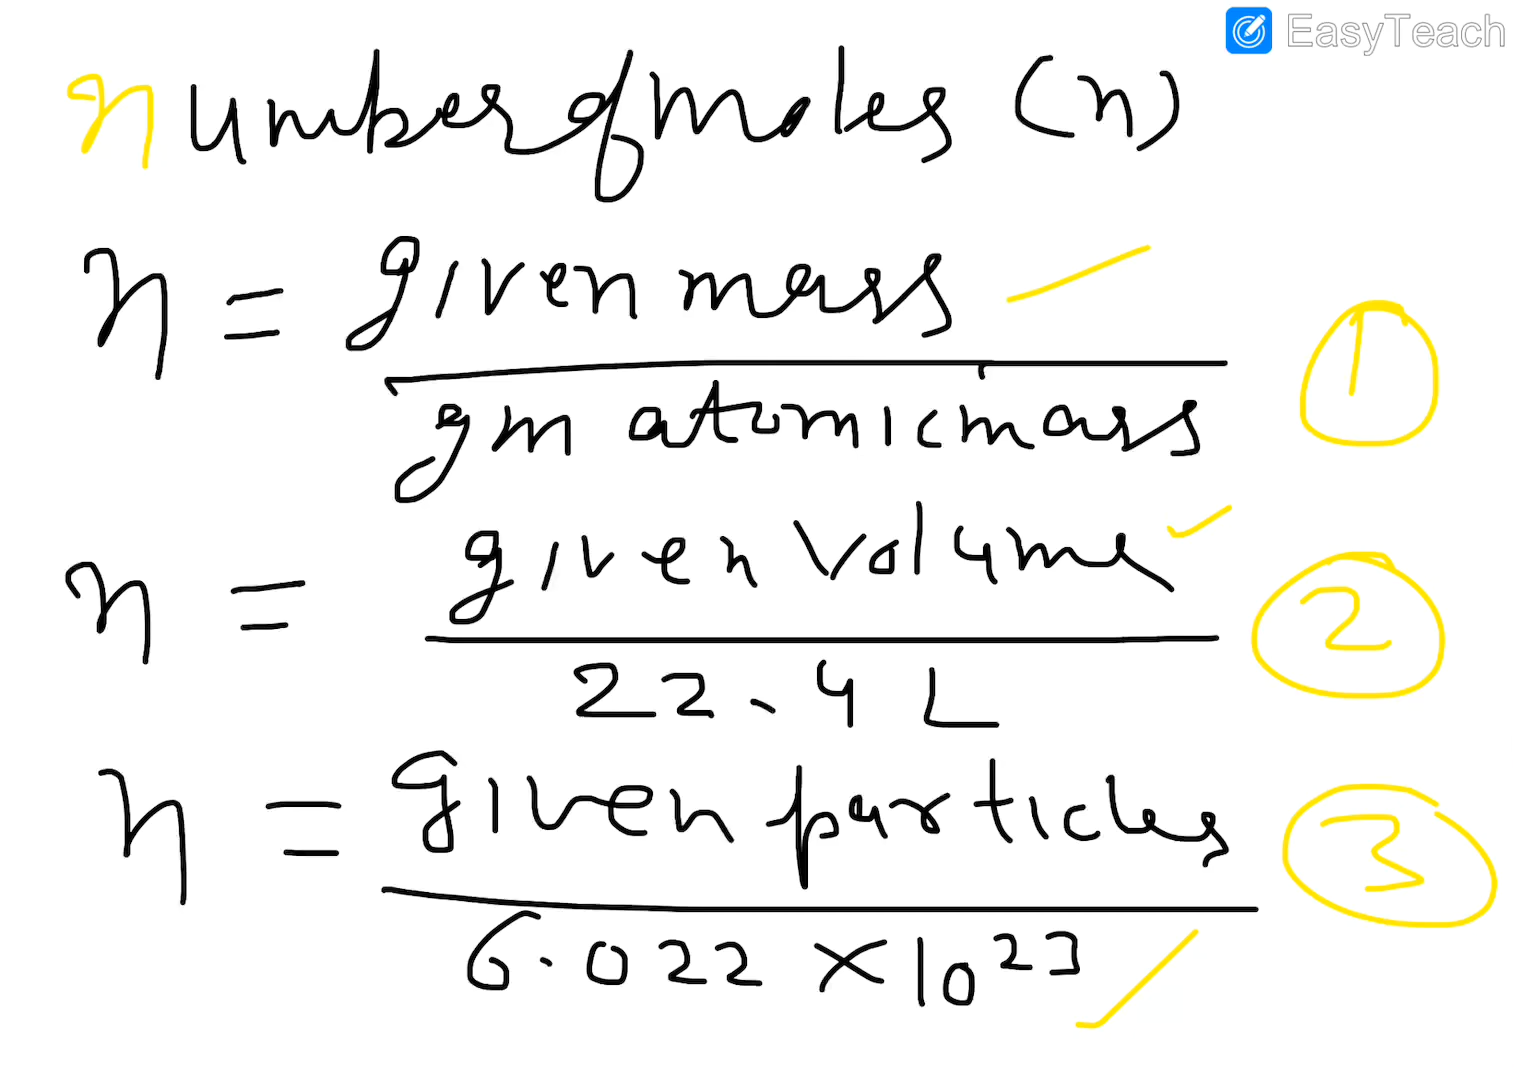 EasyTeach
number of moles (n)
n = given mass
gm atomic mass
1
n = given volume
22.4 L
2
n = given particles
6.022 × 10²³
3